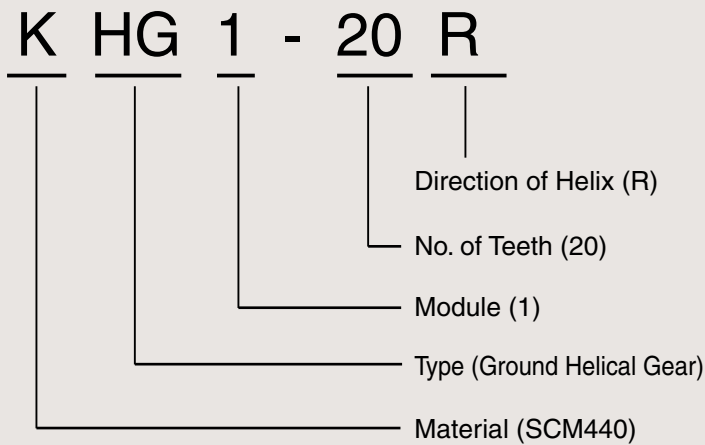 K HG 1 - 20 R
Direction of Helix (R)
No. of Teeth (20)
Module (1)
Type (Ground Helical Gear)
Material (SCM440)